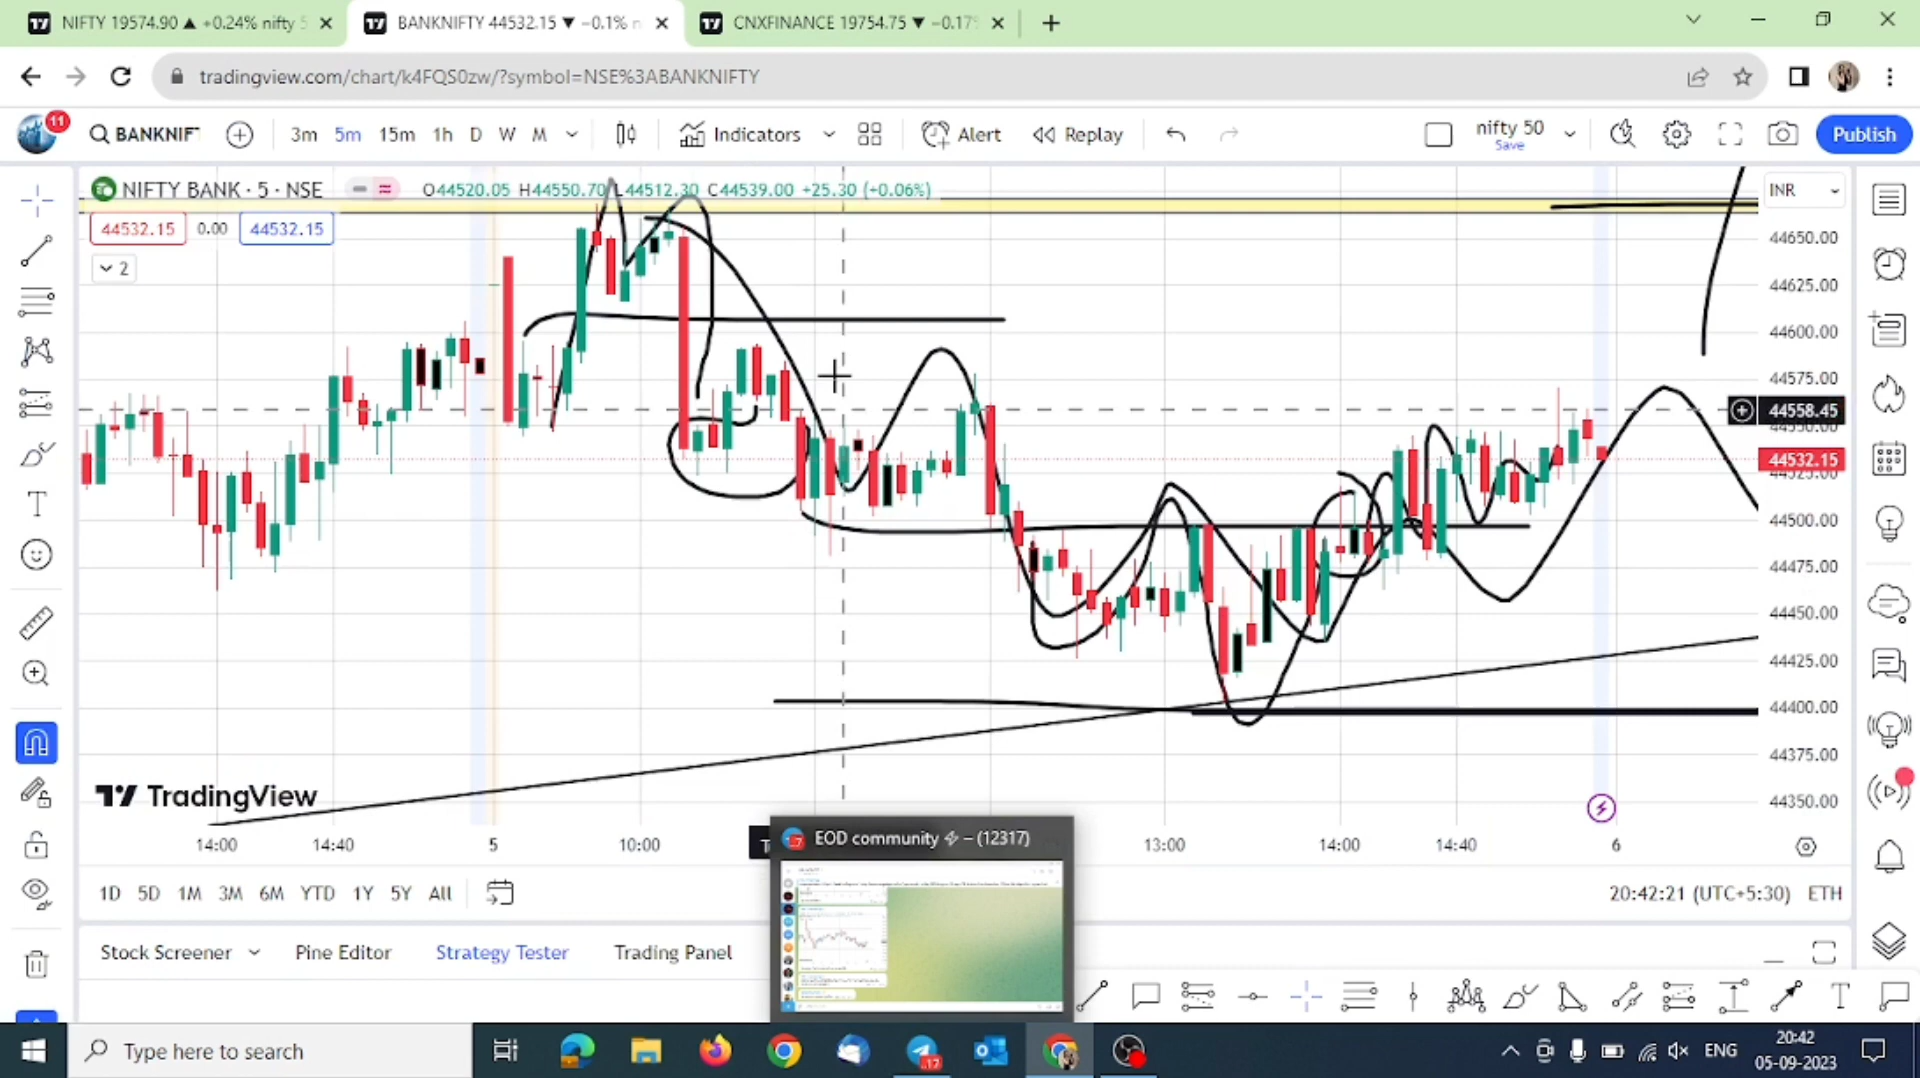 NIFTY 19574.90 ▲ +0.24% nifty 5
BANKNIFTY 44532.15 ▼ −0.1% n
CNXFINANCE 19754.75 ▼ −0.17%
tradingview.com/chart/k4FQS0zw/?symbol=NSE%3ABANKNIFTY
11
BANKNIF
3m 5m 15m 1h D W M
Indicators
Alert
Replay
nifty 50
Save
Publish
NIFTY BANK · 5 · NSE
O44520.05 H44550.70 L44512.30 C44539.00 +25.30 (+0.06%)
INR
44532.15 0.00 44532.15
2
44650.00
44625.00
44600.00
44575.00
44558.45
44532.15
44500.00
44475.00
44450.00
44425.00
44400.00
44375.00
44350.00
TradingView
14:00 14:40 5 10:00 13:00 14:00 14:40 6
EOD community – (12317)
1D 5D 1M 3M 6M YTD 1Y 5Y All
20:42:21 (UTC+5:30) ETH
Stock Screener Pine Editor Strategy Tester Trading Panel
Type here to search
17
ENG
20:42
05-09-2023